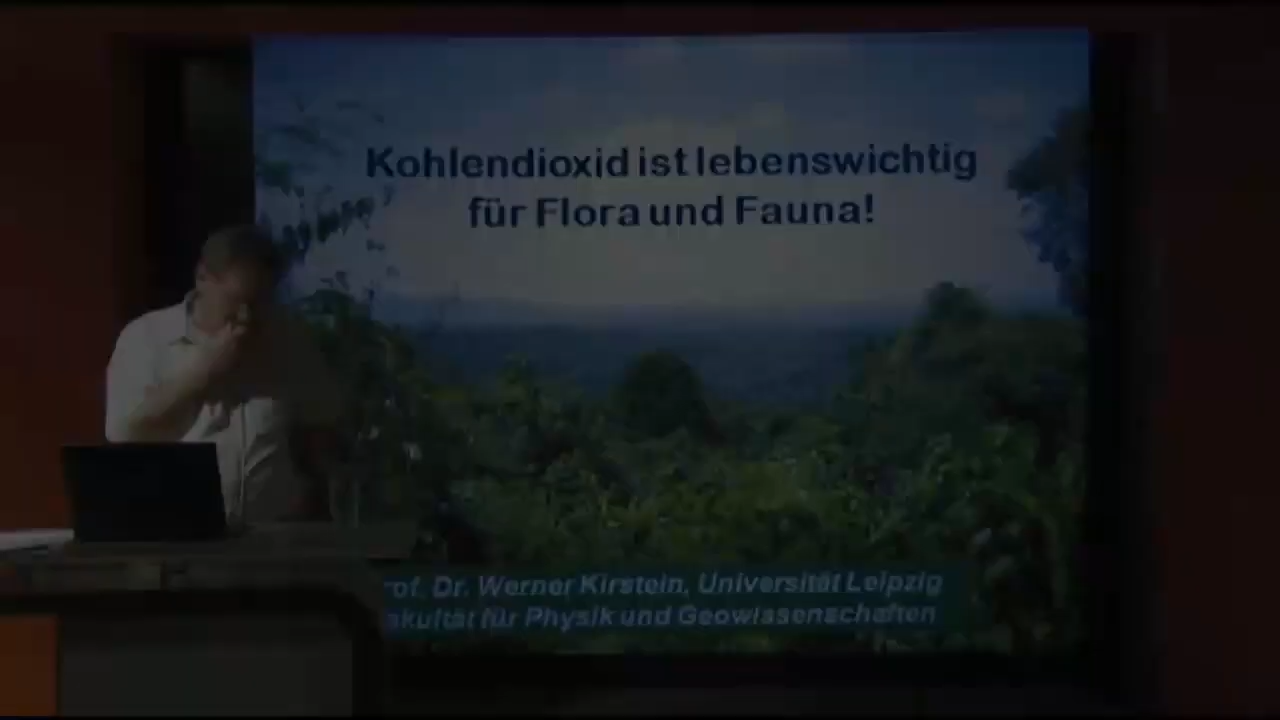 Kohlendioxid ist lebenswichtig
für Flora und Fauna!
rof. Dr. Werner Kirstein, Universität Leipzig
akultät für Physik und Geowissenschaften